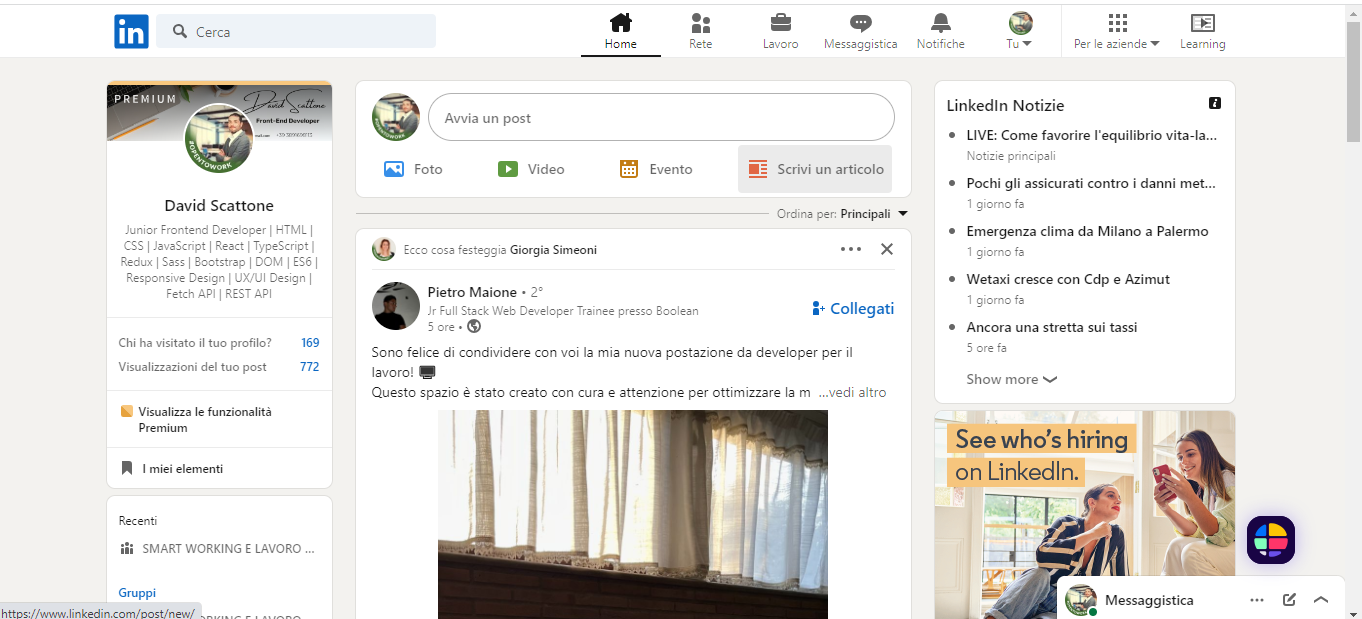 in
Cerca
Home
Rete
Lavoro
Messaggistica
Notifiche
Tu
Per le aziende
Learning
PREMIUM
David Scattone
Front-End Developer
#OPENTOWORK
David Scattone
Junior Frontend Developer | HTML |
CSS | JavaScript | React | TypeScript |
Redux | Sass | Bootstrap | DOM | ES6 |
Responsive Design | UX/UI Design |
Fetch API | REST API
Chi ha visitato il tuo profilo? 169
Visualizzazioni del tuo post 772
Visualizza le funzionalità
Premium
I miei elementi
Recenti
SMART WORKING E LAVORO ...
Gruppi
https://www.linkedin.com/post/new/
Avvia un post
Foto
Video
Evento
Scrivi un articolo
Ordina per: Principali
Ecco cosa festeggia Giorgia Simeoni
Pietro Maione • 2°
Jr Full Stack Web Developer Trainee presso Boolean
5 ore •
Collegati
Sono felice di condividere con voi la mia nuova postazione da developer per il
lavoro!
Questo spazio è stato creato con cura e attenzione per ottimizzare la m ...vedi altro
LinkedIn Notizie
LIVE: Come favorire l'equilibrio vita-la...
Notizie principali
Pochi gli assicurati contro i danni met...
1 giorno fa
Emergenza clima da Milano a Palermo
1 giorno fa
Wetaxi cresce con Cdp e Azimut
1 giorno fa
Ancora una stretta sui tassi
5 ore fa
Show more
See who's hiring
on LinkedIn.
Messaggistica